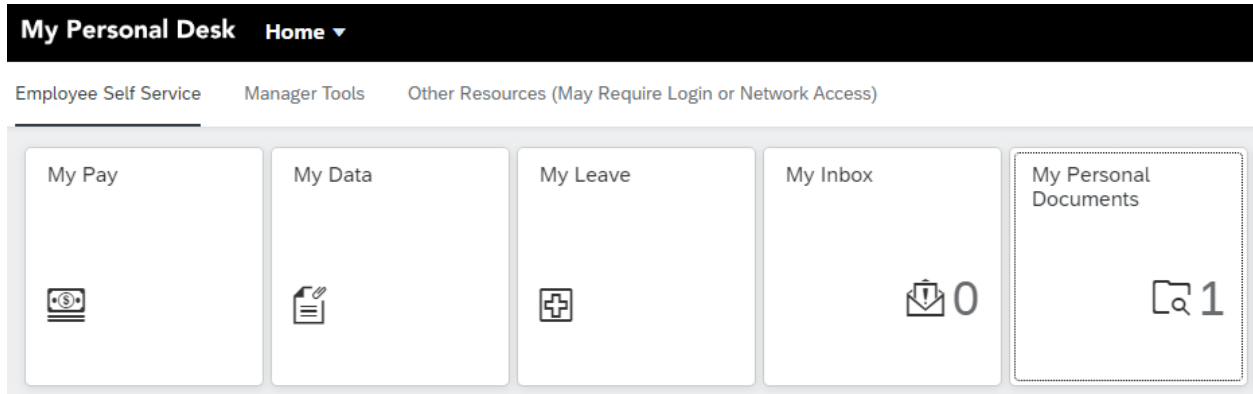 My Personal Desk Home
Employee Self Service Manager Tools Other Resources (May Require Login or Network Access)
My Pay
My Data
My Leave
My Inbox
0
My Personal
Documents
1